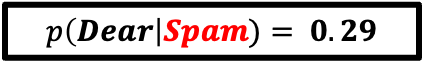 p(Dear|Spam) = 0.29